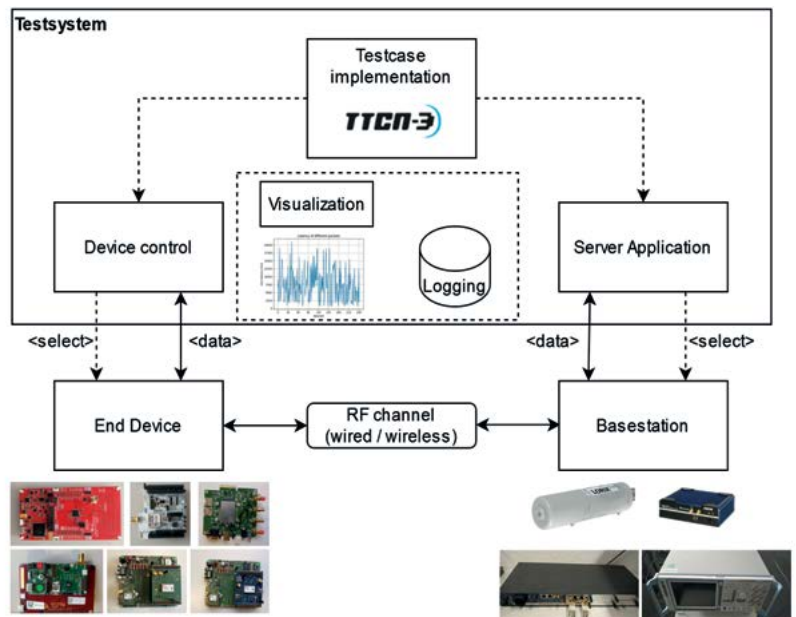 Testsystem
Testcase
implementation
TTCN-3
Visualization
Device control
Server Application
Logging
<select>
<data>
<data>
<select>
End Device
RF channel
(wired / wireless)
Basestation